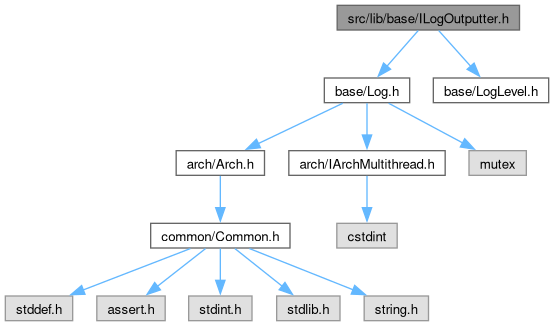 src/lib/base/ILogOutputter.h
base/Log.h
base/LogLevel.h
arch/Arch.h
arch/IArchMultithread.h
mutex
common/Common.h
cstdint
stddef.h
assert.h
stdint.h
stdlib.h
string.h